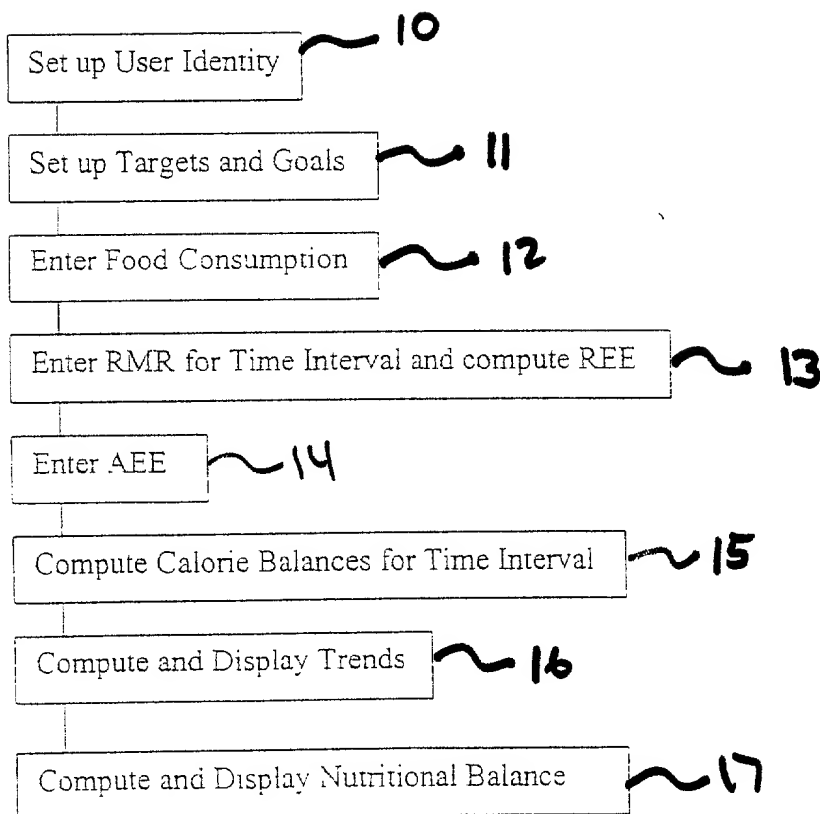 Set up User Identity 10
Set up Targets and Goals 11
Enter Food Consumption 12
Enter RMR for Time Interval and compute REE 13
Enter AEE 14
Compute Calorie Balances for Time Interval 15
Compute and Display Trends 16
Compute and Display Nutritional Balance 17